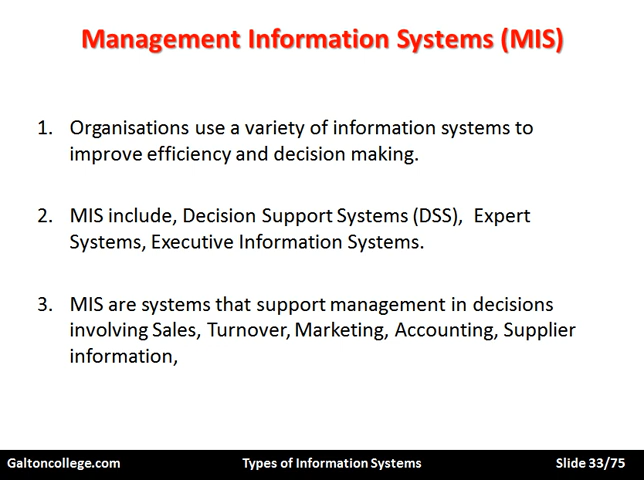 Management Information Systems (MIS)
1. Organisations use a variety of information systems to
improve efficiency and decision making.
2. MIS include, Decision Support Systems (DSS), Expert
Systems, Executive Information Systems.
3. MIS are systems that support management in decisions
involving Sales, Turnover, Marketing, Accounting, Supplier
information,
Galtoncollege.com Types of Information Systems Slide 33/75